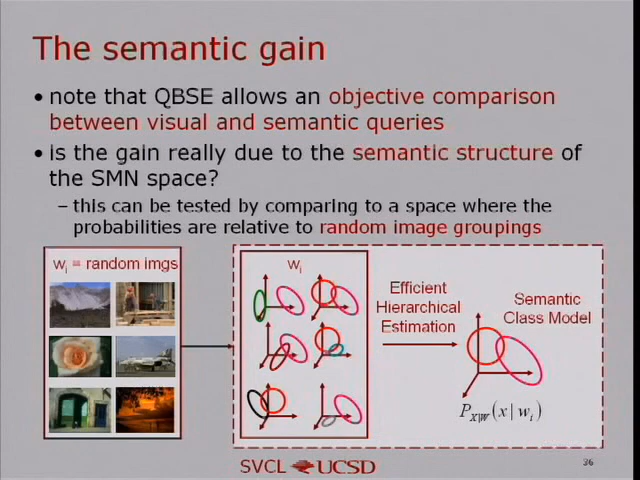 The semantic gain
• note that QBSE allows an objective comparison
between visual and semantic queries
• is the gain really due to the semantic structure of
the SMN space?
– this can be tested by comparing to a space where the
probabilities are relative to random image groupings
wi = random imgs
wi
Efficient
Hierarchical
Estimation
Semantic
Class Model
PX|W(x | wi)
SVCL UCSD
36